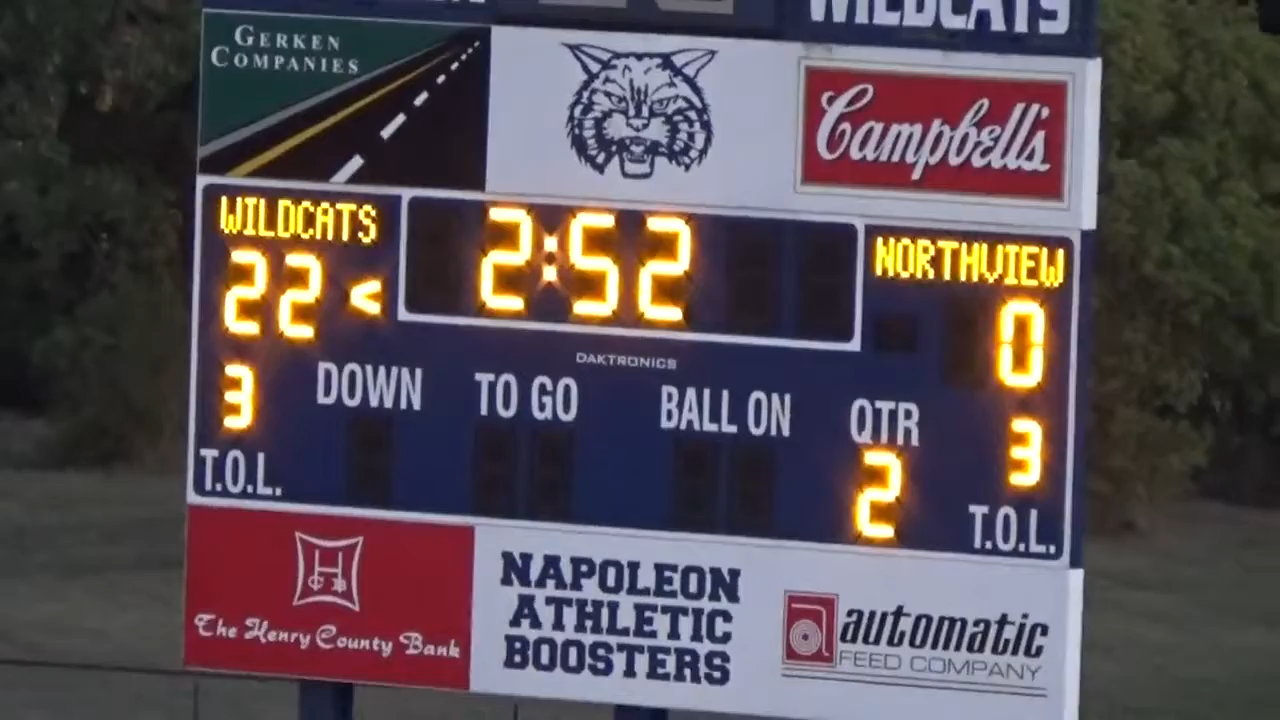 WILDCATS
GERKEN
COMPANIES
Campbell's
WILDCATS
2:52
NORTHVIEW
22 <
0
DAKTRONICS
3
DOWN
TO GO
BALL ON
QTR
3
T.O.L.
2
T.O.L.
H
C B
The Henry County Bank
NAPOLEON
ATHLETIC
BOOSTERS
a
automatic
FEED COMPANY